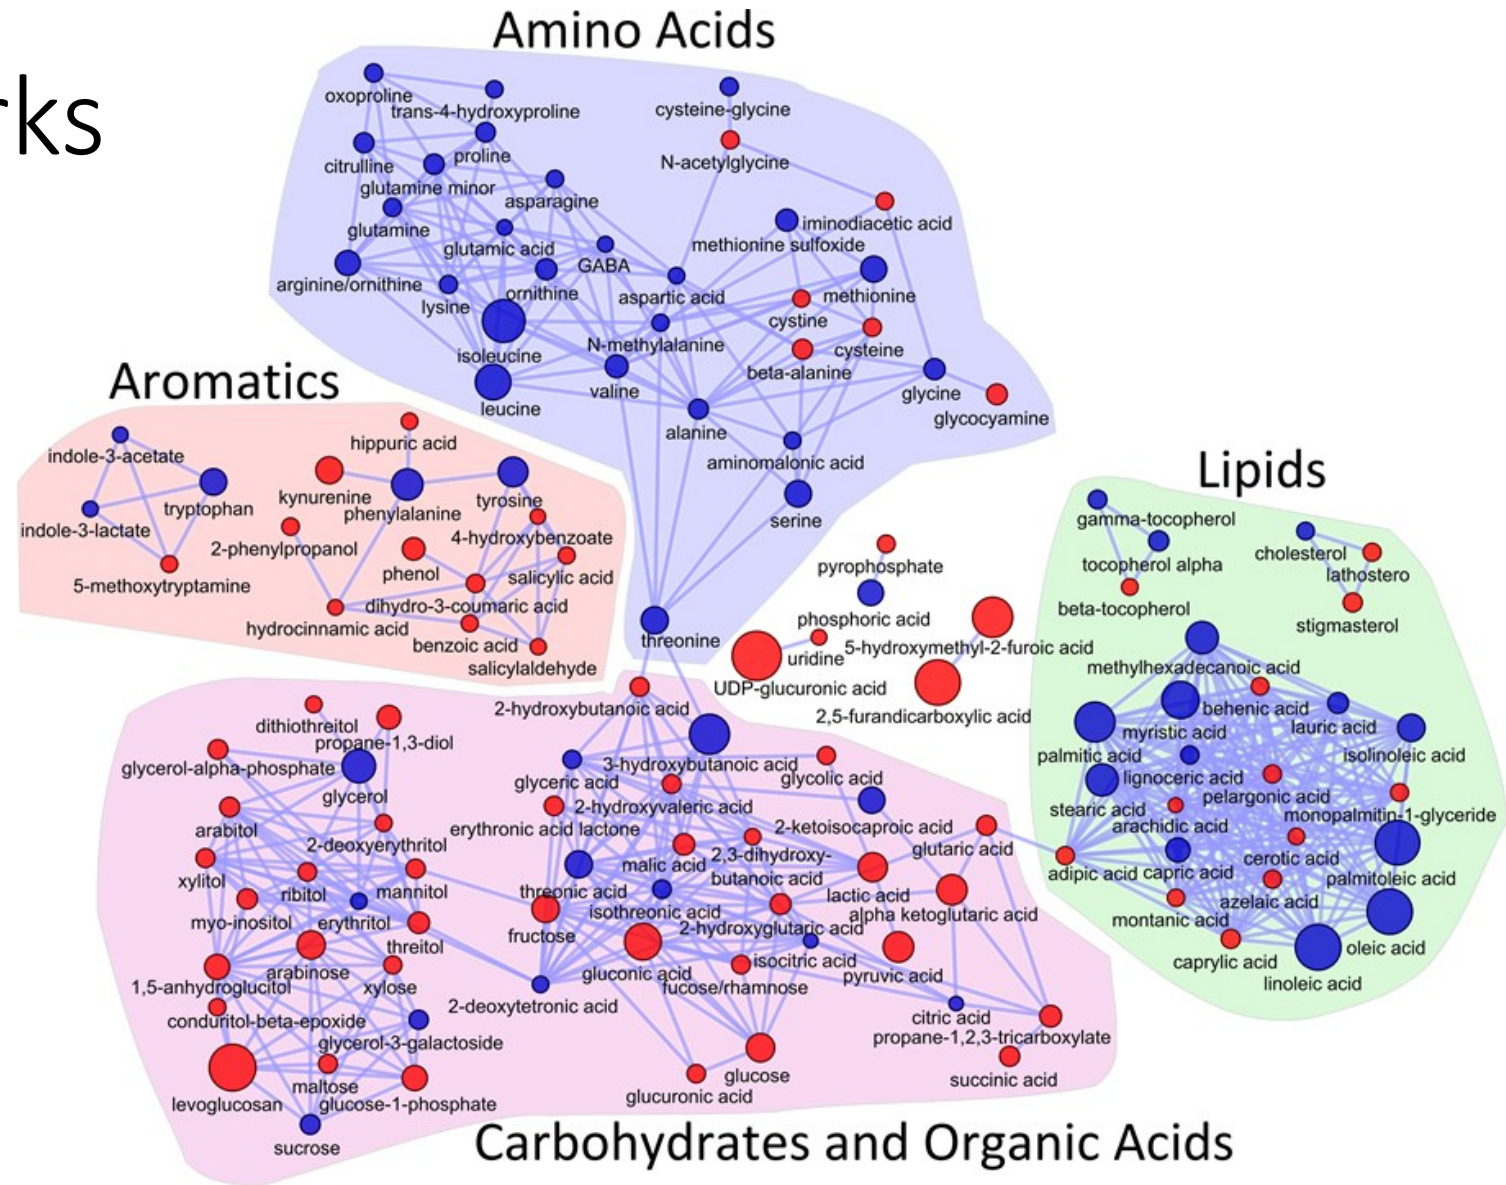 rks
Amino Acids
oxoproline
trans-4-hydroxyproline
cysteine-glycine
citrulline
proline
N-acetylglycine
glutamine minor
asparagine
glutamine
glutamic acid
iminodiacetic acid
methionine sulfoxide
GABA
arginine/ornithine
ornithine
lysine
aspartic acid
methionine
cystine
N-methylalanine
cysteine
isoleucine
beta-alanine
valine
leucine
glycine
glycocyamine
alanine
aminomalonic acid
serine
threonine
Aromatics
hippuric acid
indole-3-acetate
kynurenine
tryptophan
phenylalanine
tyrosine
indole-3-lactate
2-phenylpropanol
4-hydroxybenzoate
phenol
salicylic acid
5-methoxytryptamine
dihydro-3-coumaric acid
hydrocinnamic acid
benzoic acid
salicylaldehyde
pyrophosphate
phosphoric acid
uridine
5-hydroxymethyl-2-furoic acid
UDP-glucuronic acid
2,5-furandicarboxylic acid
Lipids
gamma-tocopherol
cholesterol
tocopherol alpha
lathostero
beta-tocopherol
stigmasterol
methylhexadecanoic acid
behenic acid
lauric acid
myristic acid
palmitic acid
isolinoleic acid
lignoceric acid
pelargonic acid
stearic acid
monopalmitin-1-glyceride
arachidic acid
cerotic acid
adipic acid
capric acid
palmitoleic acid
azelaic acid
montanic acid
oleic acid
caprylic acid
linoleic acid
2-hydroxybutanoic acid
dithiothreitol
propane-1,3-diol
glycerol-alpha-phosphate
3-hydroxybutanoic acid
glyceric acid
glycolic acid
glycerol
2-hydroxyvaleric acid
arabitol
erythronic acid lactone
2-ketoisocaproic acid
2-deoxyerythritol
malic acid
2,3-dihydroxy-
butanoic acid
glutaric acid
xylitol
ribitol
mannitol
threonic acid
lactic acid
myo-inositol
erythritol
isothreonic acid
alpha ketoglutaric acid
threitol
fructose
2-hydroxyglutaric acid
arabinose
gluconic acid
isocitric acid
pyruvic acid
1,5-anhydroglucitol
xylose
fucose/rhamnose
2-deoxytetronic acid
conduritol-beta-epoxide
citric acid
glycerol-3-galactoside
propane-1,2,3-tricarboxylate
maltose
glucose
succinic acid
levoglucosan
glucose-1-phosphate
glucuronic acid
sucrose
Carbohydrates and Organic Acids